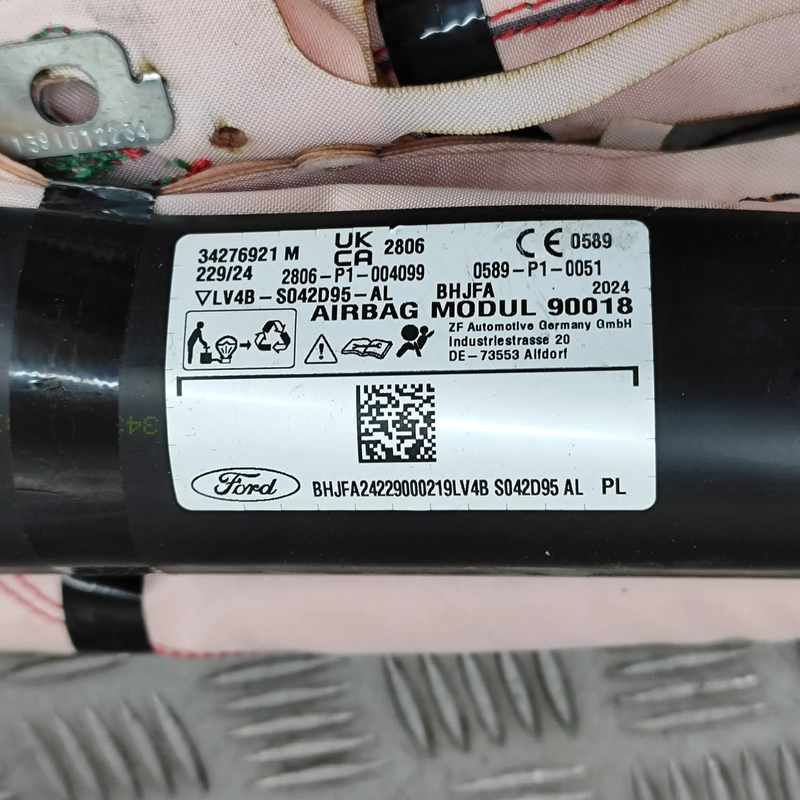 1391012234
34276921 M UK CA 2806 CE 0589
229/24 2806-P1-004099 0589-P1-0051
▽LV4B-S042D95-AL BHJFA 2024
AIRBAG MODUL 90018
ZF Automotive Germany GmbH
Industriestrasse 20
DE-73553 Alfdorf
Ford BHJFA24229000219LV4B S042D95 AL PL